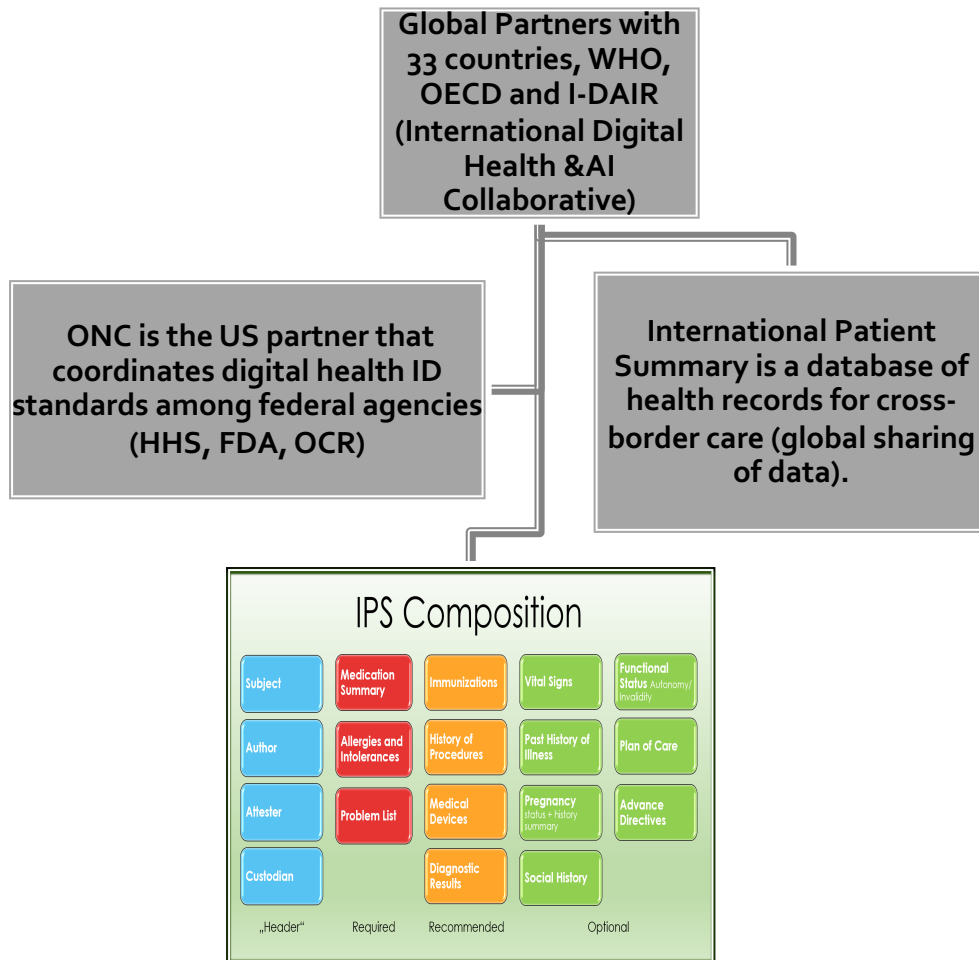 Global Partners with
33 countries, WHO,
OECD and I-DAIR
(International Digital
Health &AI
Collaborative)
ONC is the US partner that
coordinates digital health ID
standards among federal agencies
(HHS, FDA, OCR)
International Patient
Summary is a database of
health records for cross-
border care (global sharing
of data).
IPS Composition
Subject
Medication
Summary
Immunizations
Vital Signs
Functional
Status Autonomy/
Invalidity
Author
Allergies and
Intolerances
History of
Procedures
Past History of
Illness
Plan of Care
Attester
Problem List
Medical
Devices
Pregnancy
status + history
summary
Advance
Directives
Custodian
Diagnostic
Results
Social History
„Header“
Required
Recommended
Optional